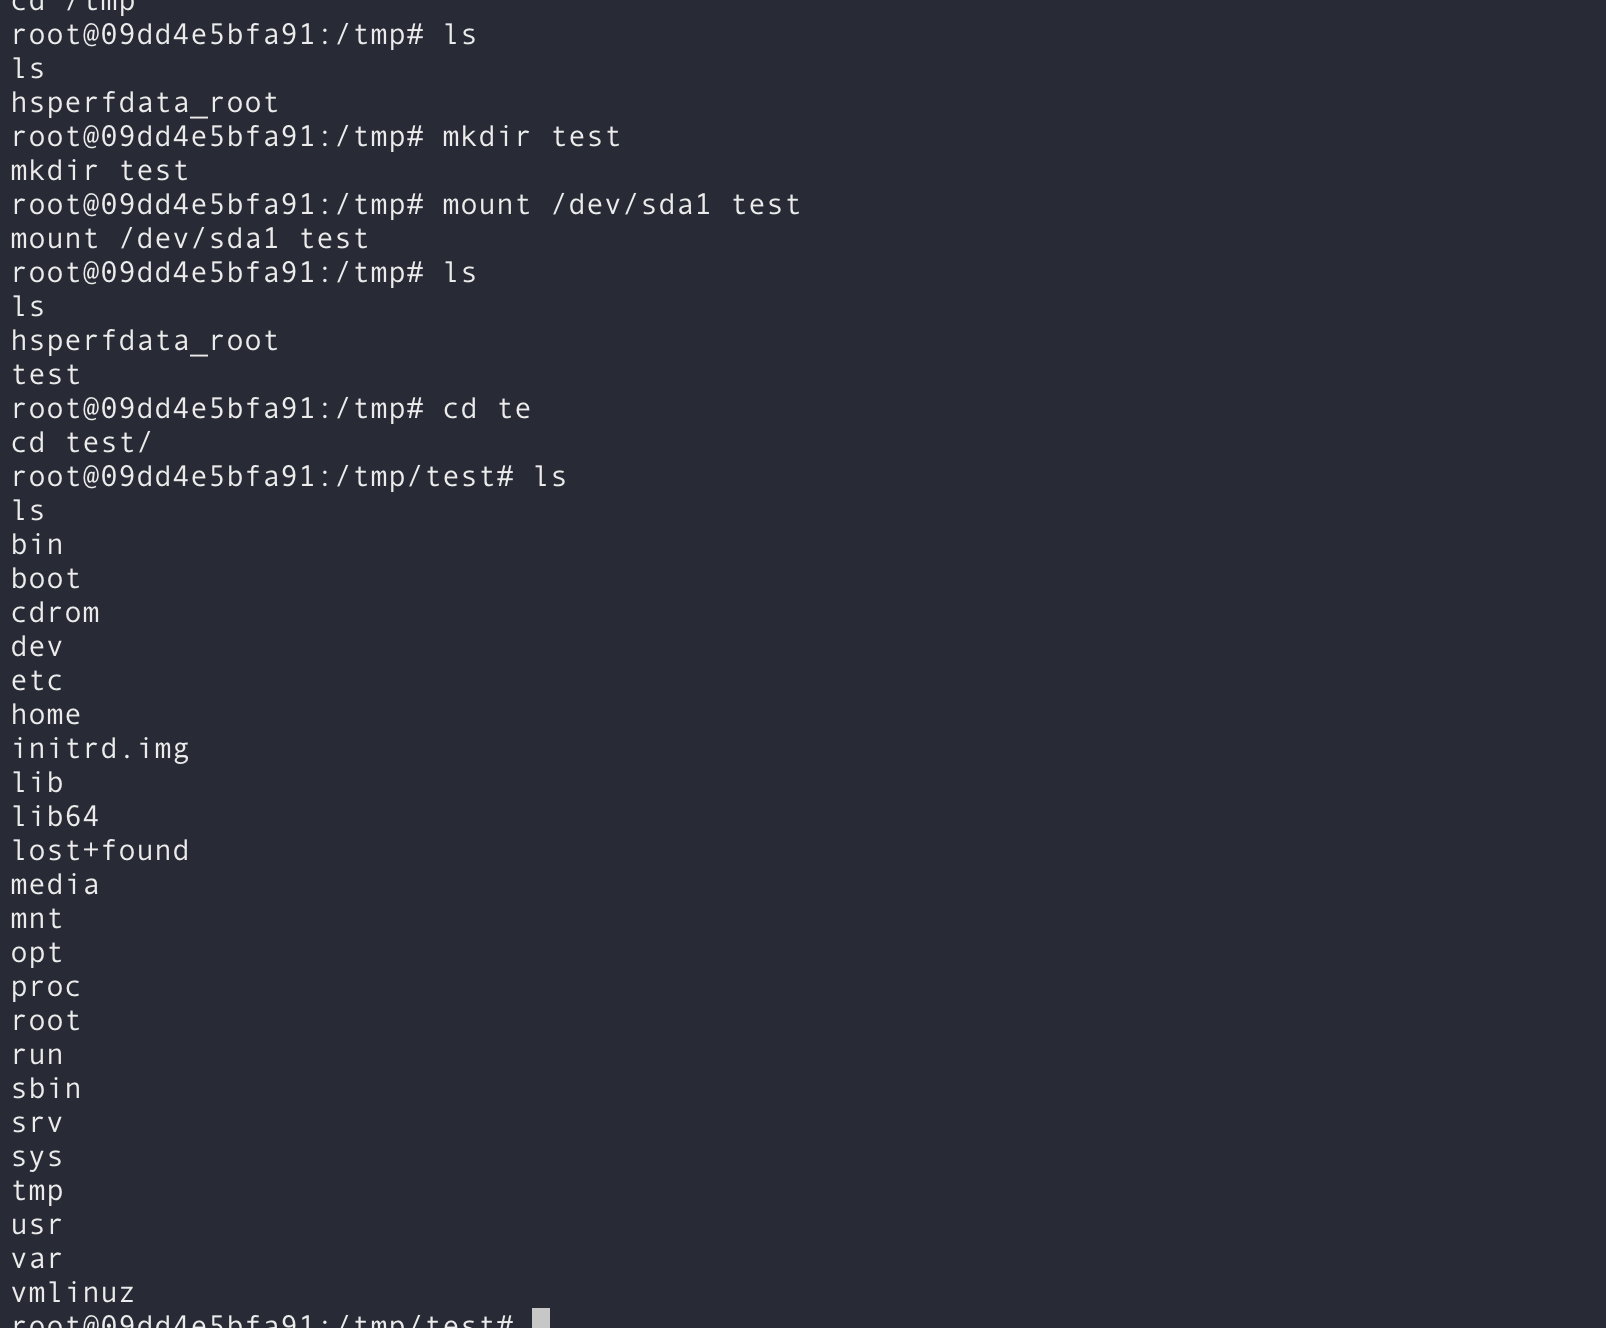 cd /tmp
root@09dd4e5bfa91:/tmp# ls
ls
hsperfdata_root
root@09dd4e5bfa91:/tmp# mkdir test
mkdir test
root@09dd4e5bfa91:/tmp# mount /dev/sda1 test
mount /dev/sda1 test
root@09dd4e5bfa91:/tmp# ls
ls
hsperfdata_root
test
root@09dd4e5bfa91:/tmp# cd te
cd test/
root@09dd4e5bfa91:/tmp/test# ls
ls
bin
boot
cdrom
dev
etc
home
initrd.img
lib
lib64
lost+found
media
mnt
opt
proc
root
run
sbin
srv
sys
tmp
usr
var
vmlinuz
root@09dd4e5bfa91:/tmp/test#